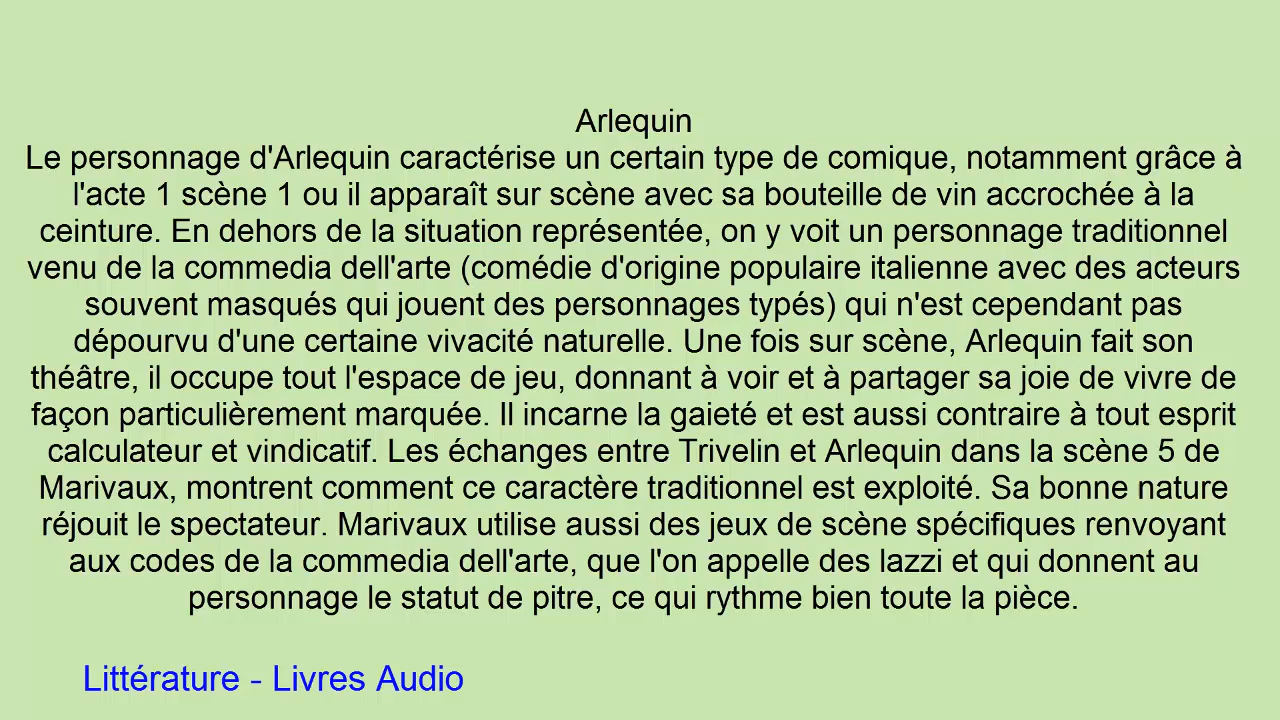 Arlequin
Le personnage d'Arlequin caractérise un certain type de comique, notamment grâce à
l'acte 1 scène 1 ou il apparaît sur scène avec sa bouteille de vin accrochée à la
ceinture. En dehors de la situation représentée, on y voit un personnage traditionnel
venu de la commedia dell'arte (comédie d'origine populaire italienne avec des acteurs
souvent masqués qui jouent des personnages typés) qui n'est cependant pas
dépourvu d'une certaine vivacité naturelle. Une fois sur scène, Arlequin fait son
théâtre, il occupe tout l'espace de jeu, donnant à voir et à partager sa joie de vivre de
façon particulièrement marquée. Il incarne la gaieté et est aussi contraire à tout esprit
calculateur et vindicatif. Les échanges entre Trivelin et Arlequin dans la scène 5 de
Marivaux, montrent comment ce caractère traditionnel est exploité. Sa bonne nature
réjouit le spectateur. Marivaux utilise aussi des jeux de scène spécifiques renvoyant
aux codes de la commedia dell'arte, que l'on appelle des lazzi et qui donnent au
personnage le statut de pitre, ce qui rythme bien toute la pièce.
Littérature - Livres Audio